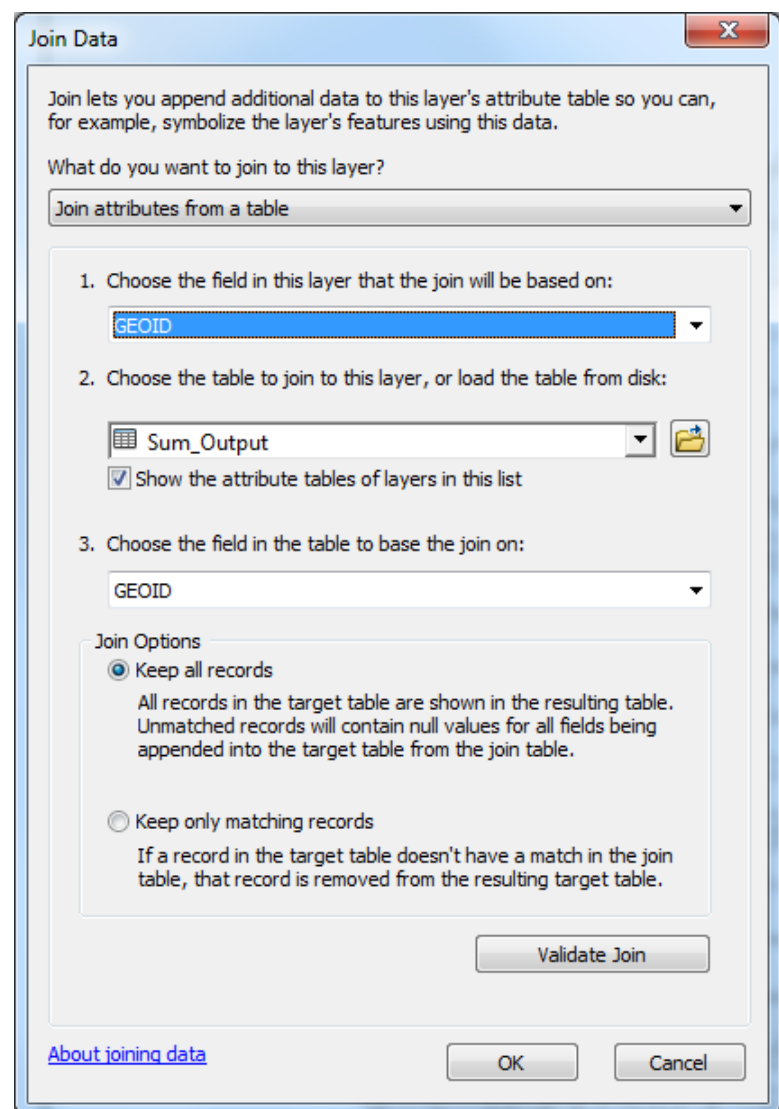 Join Data
Join lets you append additional data to this layer's attribute table so you can,
for example, symbolize the layer's features using this data.
What do you want to join to this layer?
Join attributes from a table
1. Choose the field in this layer that the join will be based on:
GEOID
2. Choose the table to join to this layer, or load the table from disk:
Sum_Output
Show the attribute tables of layers in this list
3. Choose the field in the table to base the join on:
GEOID
Join Options
Keep all records
All records in the target table are shown in the resulting table.
Unmatched records will contain null values for all fields being
appended into the target table from the join table.
Keep only matching records
If a record in the target table doesn't have a match in the join
table, that record is removed from the resulting target table.
Validate Join
About joining data
OK
Cancel